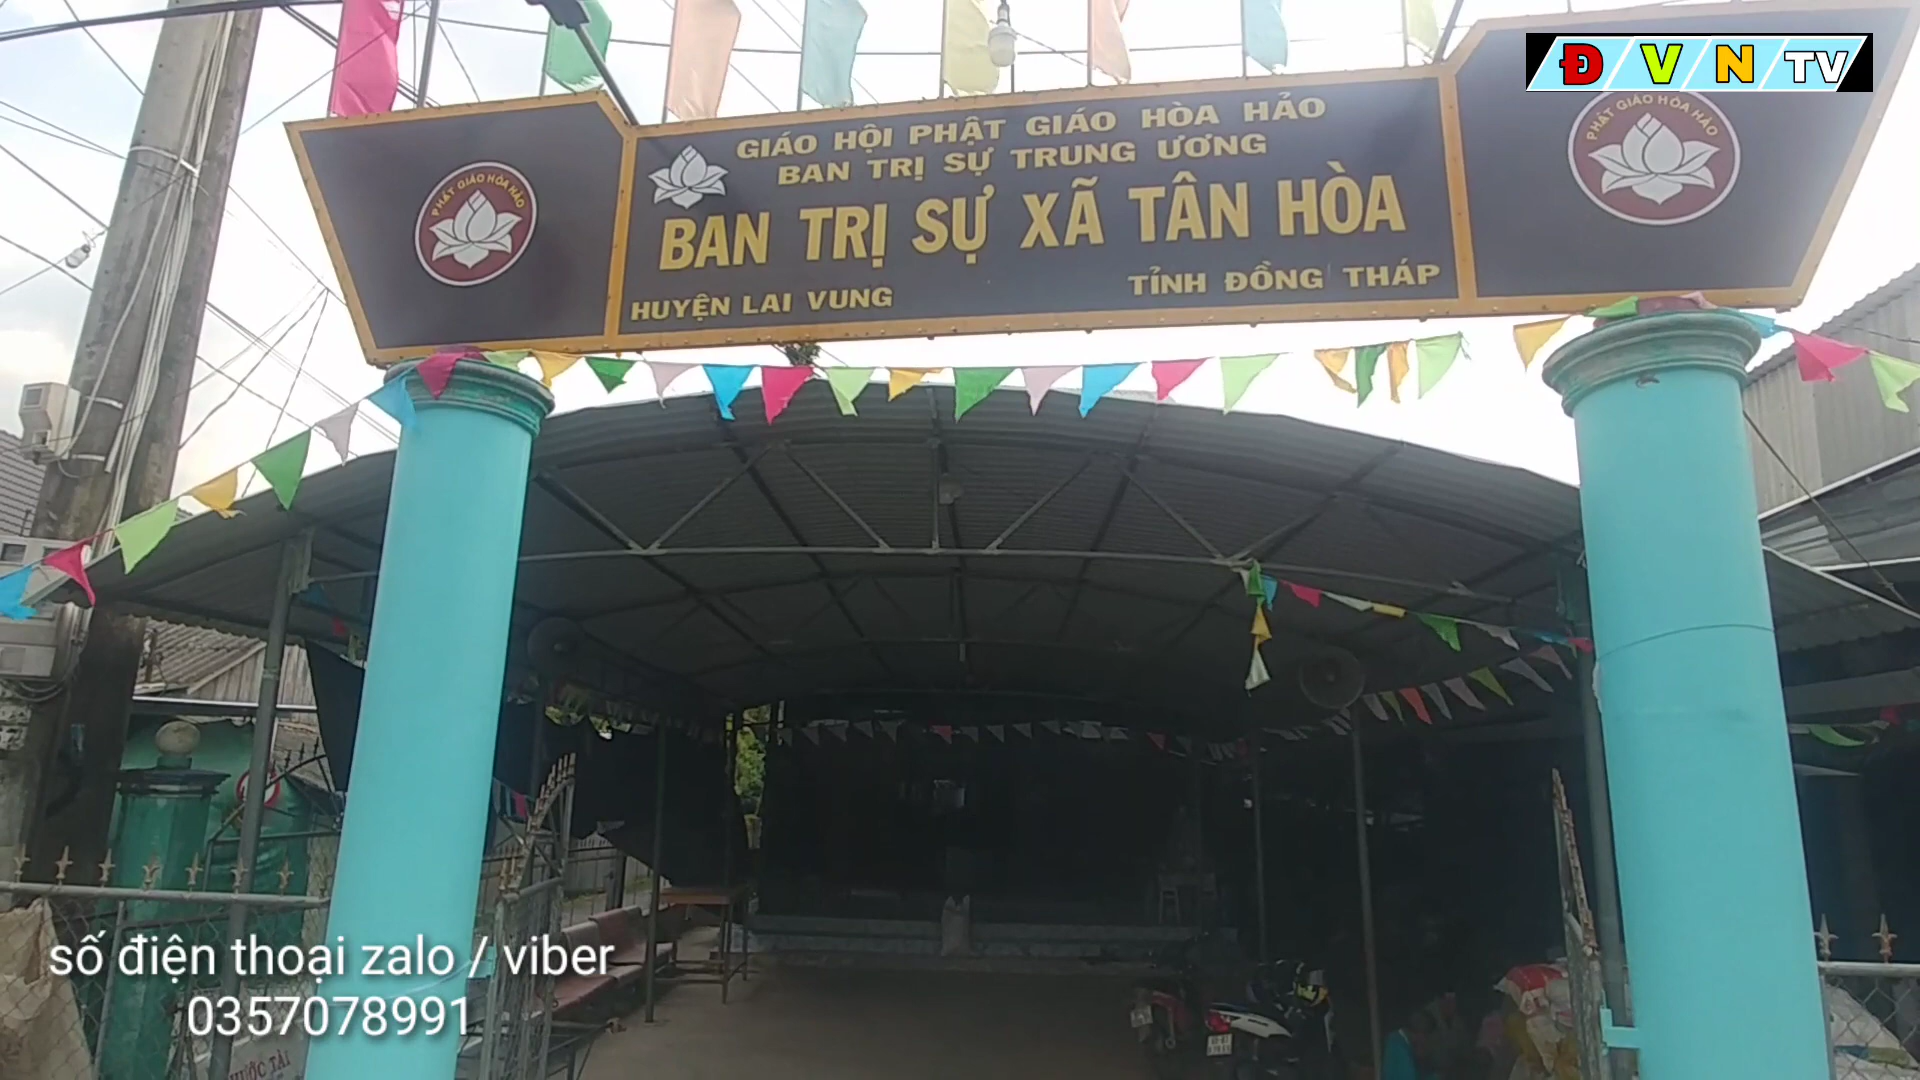 ĐVN TV
PHẬT GIÁO HÒA HẢO
GIÁO HỘI PHẬT GIÁO HÒA HẢO
BAN TRỊ SỰ TRUNG ƯƠNG
BAN TRỊ SỰ XÃ TÂN HÒA
HUYỆN LAI VUNG
TỈNH ĐỒNG THÁP
PHẬT GIÁO HÒA HẢO
số điện thoại zalo / viber
0357078991